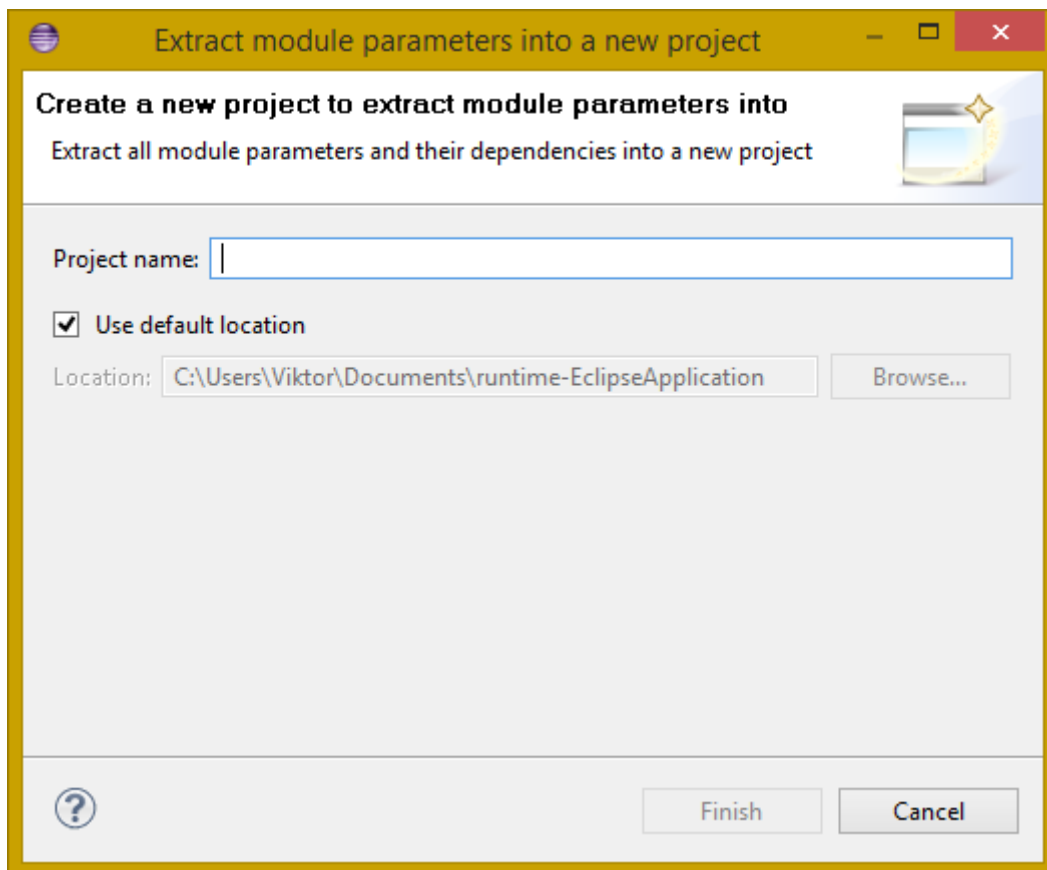 Extract module parameters into a new project
Create a new project to extract module parameters into
Extract all module parameters and their dependencies into a new project
Project name:
Use default location
Location: C:\Users\Viktor\Documents\runtime-EclipseApplication Browse...
? Finish Cancel